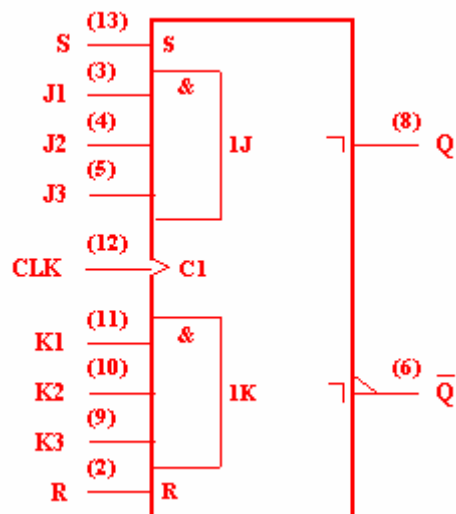 (13)
S S
(3)
J1 &
(4) (8)
J2 1J Q
(5)
J3
(12)
CLK C1
(11)
K1 &
(10) (6)
K2 1K Q̅
(9)
K3
(2)
R R